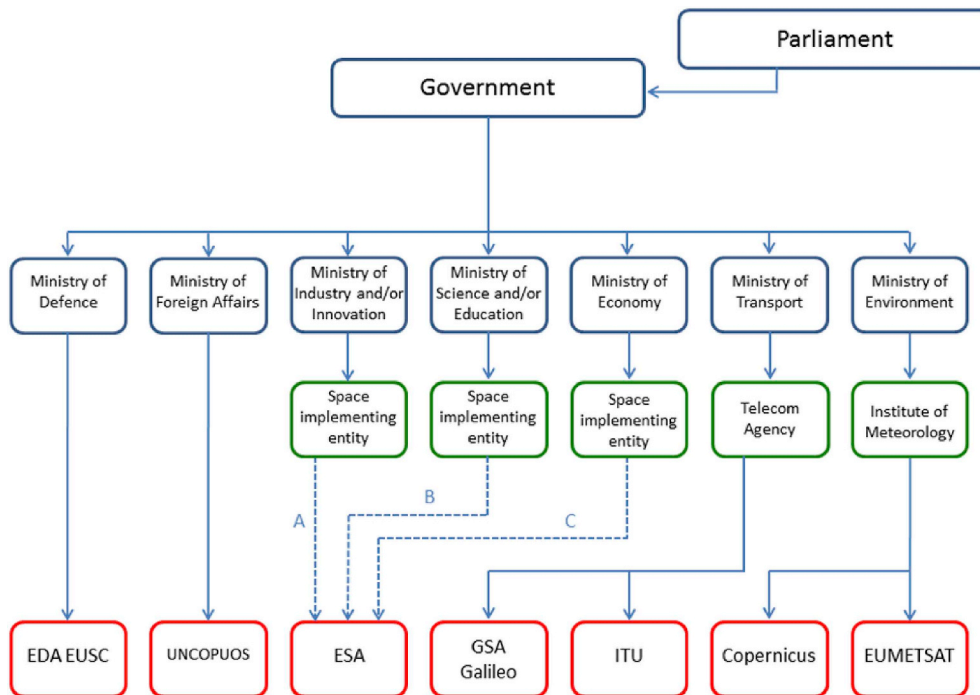 Parliament
Government
Ministry of
Defence
Ministry of
Foreign Affairs
Ministry of
Industry and/or
Innovation
Ministry of
Science and/or
Education
Ministry of
Economy
Ministry of
Transport
Ministry of
Environment
Space
implementing
entity
Space
implementing
entity
Space
implementing
entity
Telecom
Agency
Institute of
Meteorology
A
B
C
EDA EUSC
UNCOPUOS
ESA
GSA
Galileo
ITU
Copernicus
EUMETSAT